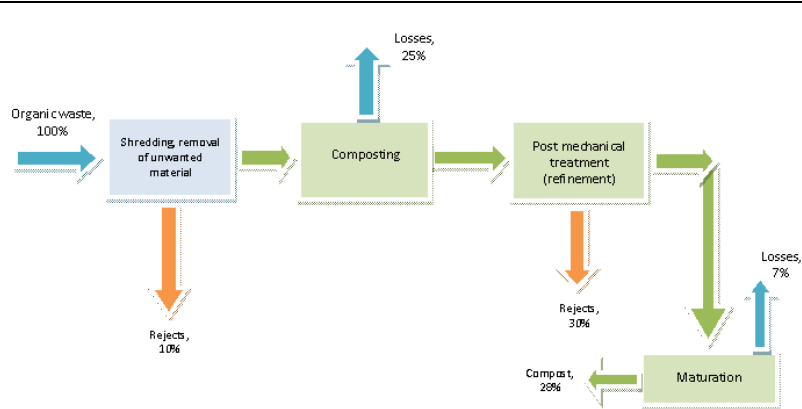 Losses,
25%
Organic waste,
100%
Shredding, removal
of unwanted
material
Composting
Post mechanical
treatment
(refinement)
Losses,
7%
Rejects,
10%
Rejects,
30%
Compost,
28%
Maturation